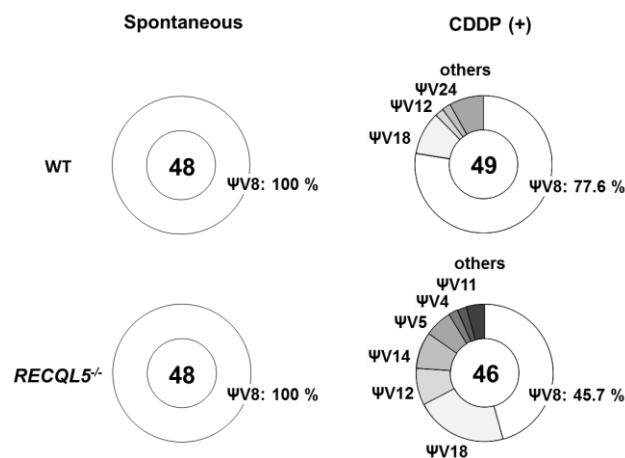 Spontaneous
CDDP (+)
WT
48
ΨV8: 100 %
others
ΨV24
ΨV12
ΨV18
49
ΨV8: 77.6 %
RECQL5-/-
48
ΨV8: 100 %
others
ΨV11
ΨV4
ΨV5
ΨV14
ΨV12
ΨV18
46
ΨV8: 45.7 %